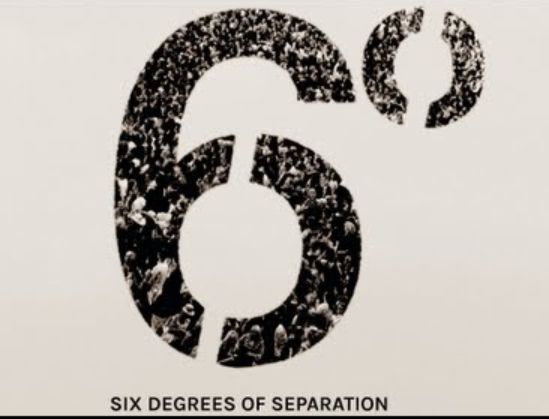 6°
SIX DEGREES OF SEPARATION